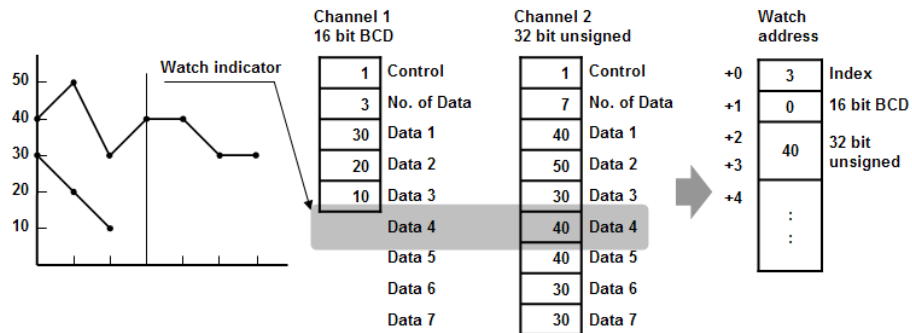 Channel 1
16 bit BCD
Channel 2
32 bit unsigned
Watch
address
Watch indicator
50
40
30
20
10
1 Control
3 No. of Data
30 Data 1
20 Data 2
10 Data 3
Data 4
Data 5
Data 6
Data 7
1 Control
7 No. of Data
40 Data 1
50 Data 2
30 Data 3
40 Data 4
40 Data 5
30 Data 6
30 Data 7
+0 3 Index
+1 0 16 bit BCD
+2
+3
40
32 bit
unsigned
+4
:
: